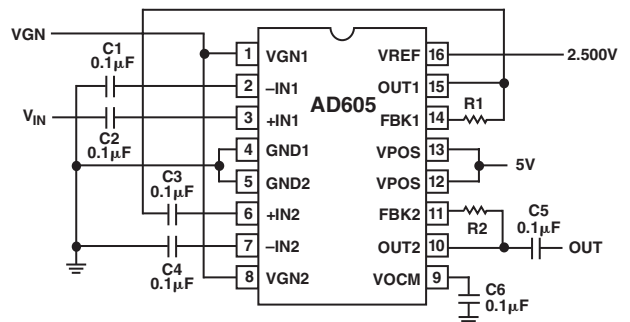 VGN
C1
0.1µF
VIN
C2
0.1µF
C3
0.1µF
C4
0.1µF
AD605
1 VGN1
2 –IN1
3 +IN1
4 GND1
5 GND2
6 +IN2
7 –IN2
8 VGN2
VREF 16
OUT1 15
FBK1 14
VPOS 13
VPOS 12
FBK2 11
OUT2 10
VOCM 9
2.500V
R1
5V
R2
C5
0.1µF
OUT
C6
0.1µF